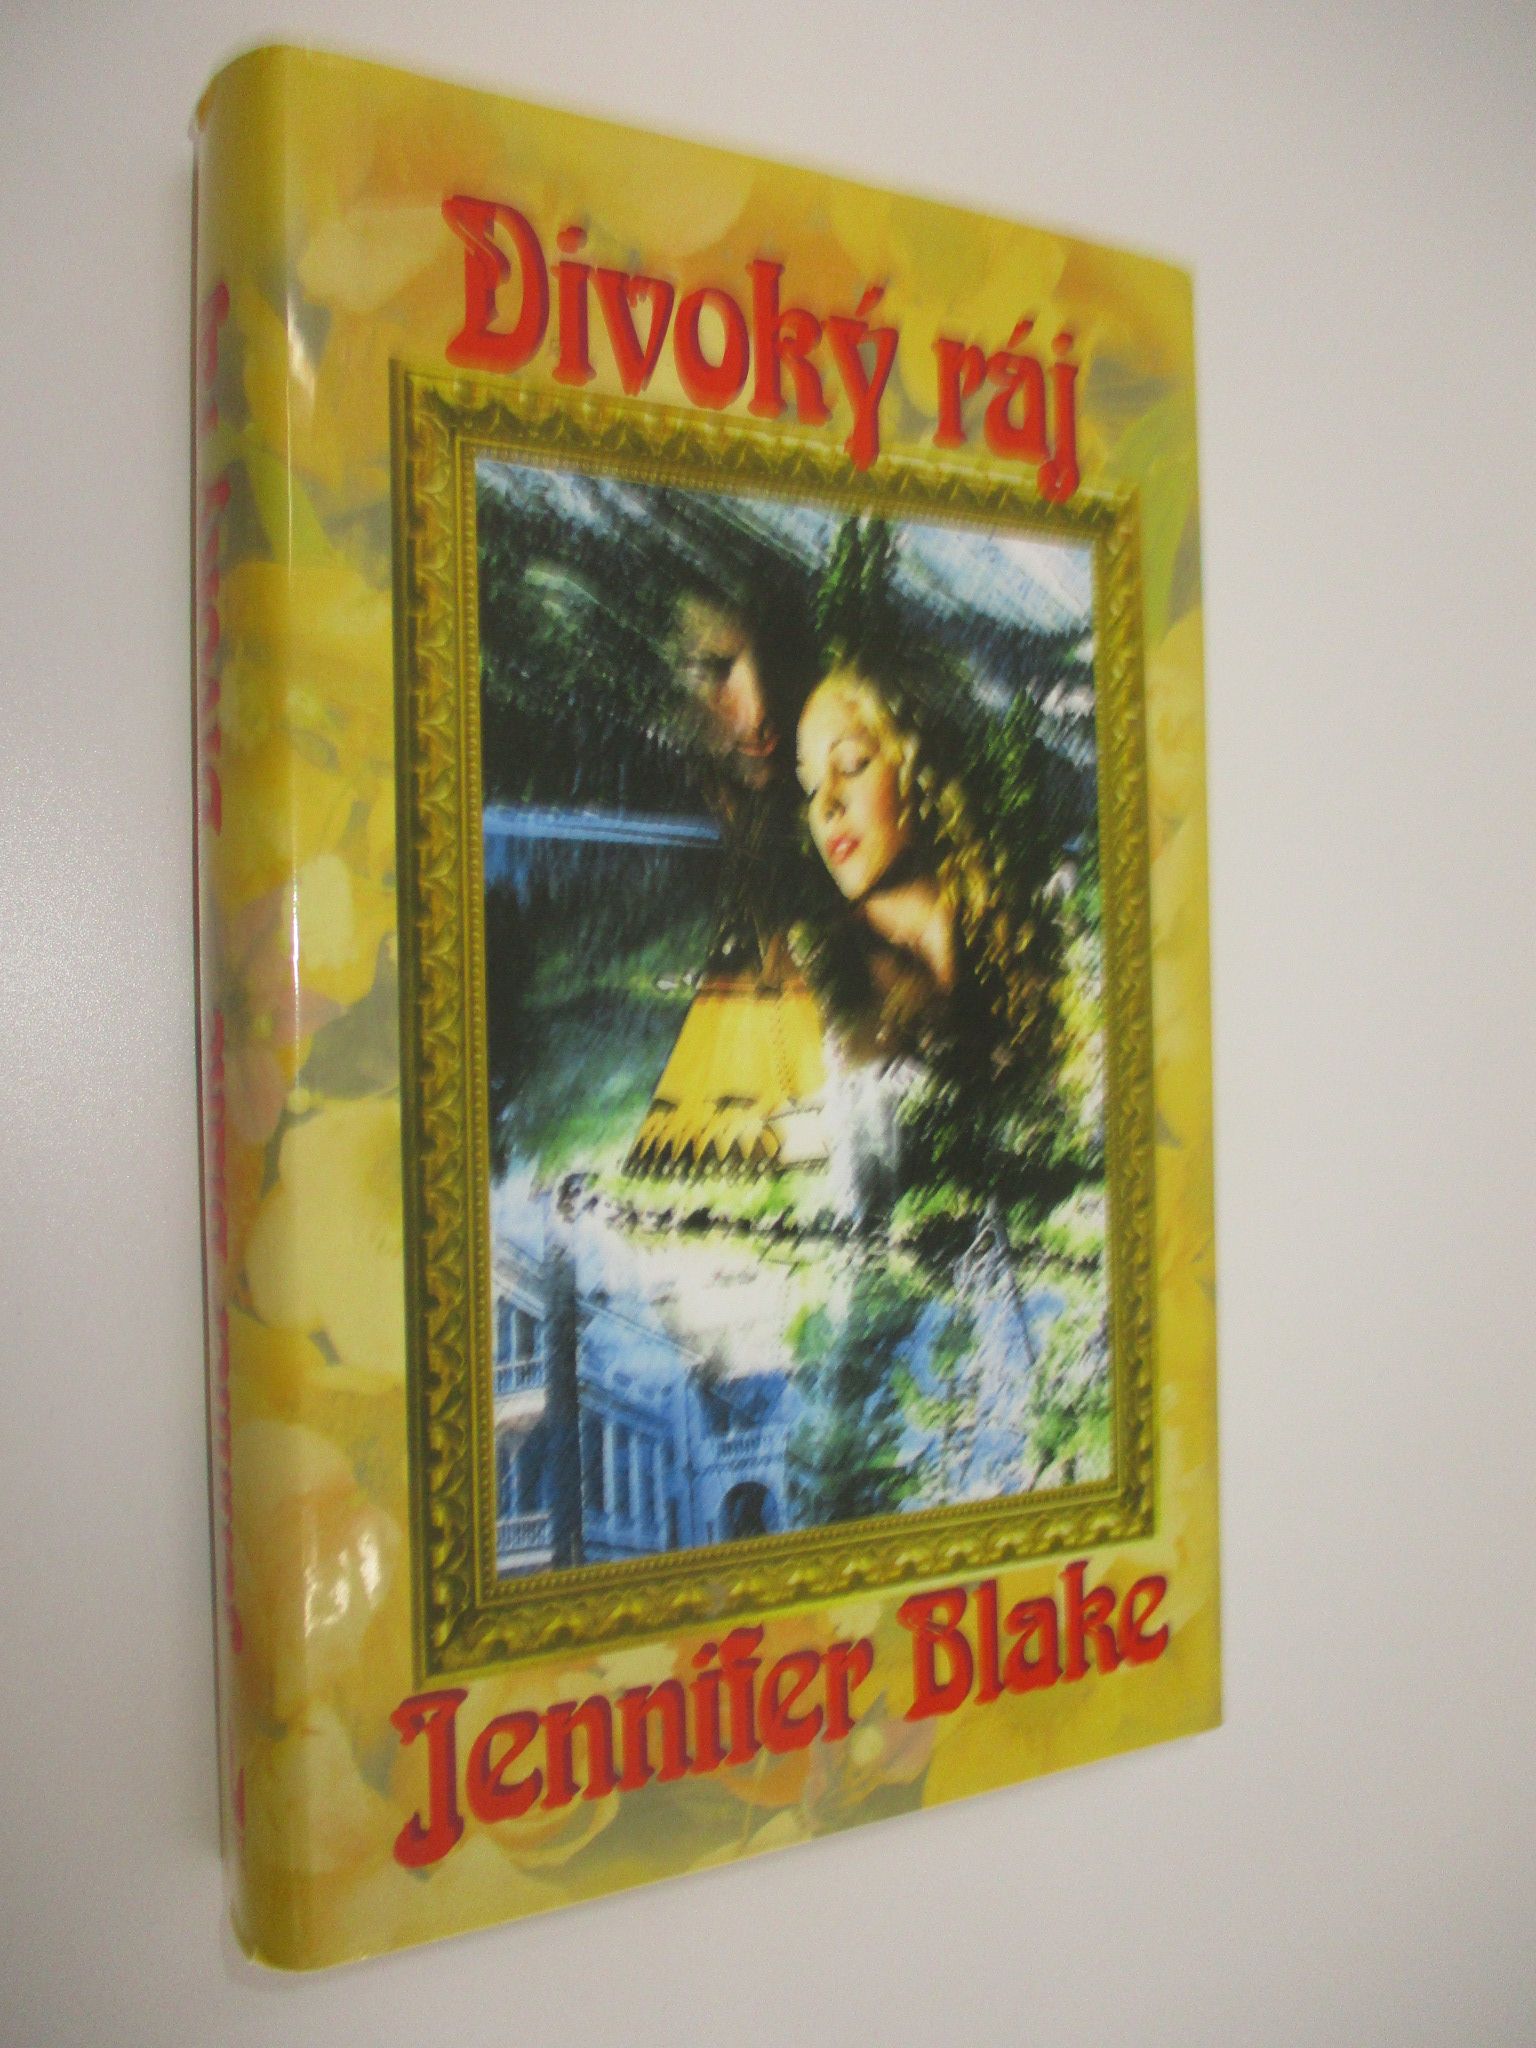 Divoký ráj
Jennifer Blake